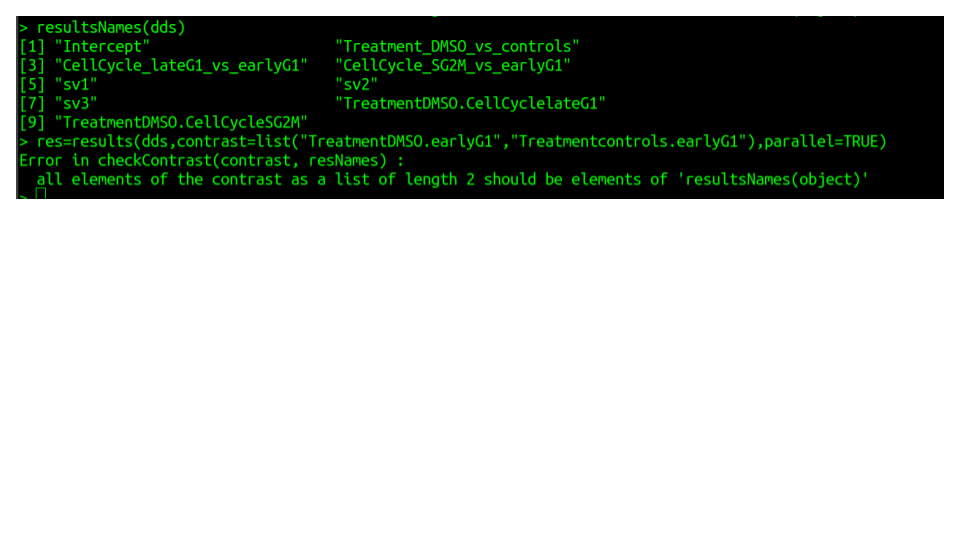 > resultsNames(dds)
[1] "Intercept" "Treatment_DMSO_vs_controls"
[3] "CellCycle_lateG1_vs_earlyG1" "CellCycle_SG2M_vs_earlyG1"
[5] "sv1" "sv2"
[7] "sv3" "TreatmentDMSO.CellCyclelateG1"
[9] "TreatmentDMSO.CellCycleSG2M"
> res=results(dds,contrast=list("TreatmentDMSO.earlyG1","Treatmentcontrols.earlyG1"),parallel=TRUE)
Error in checkContrast(contrast, resNames) :
all elements of the contrast as a list of length 2 should be elements of 'resultsNames(object)'
>